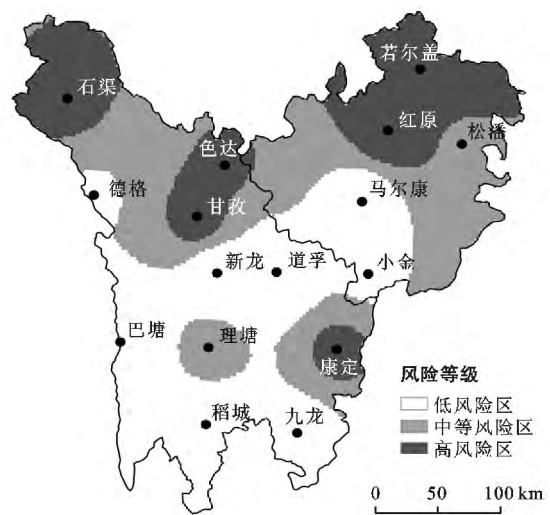 若尔盖
石渠
红原
松潘
色达
德格
马尔康
甘孜
新龙
道孚
小金
巴塘
理塘
康定
风险等级
低风险区
中等风险区
高风险区
稻城
九龙
0 50 100 km